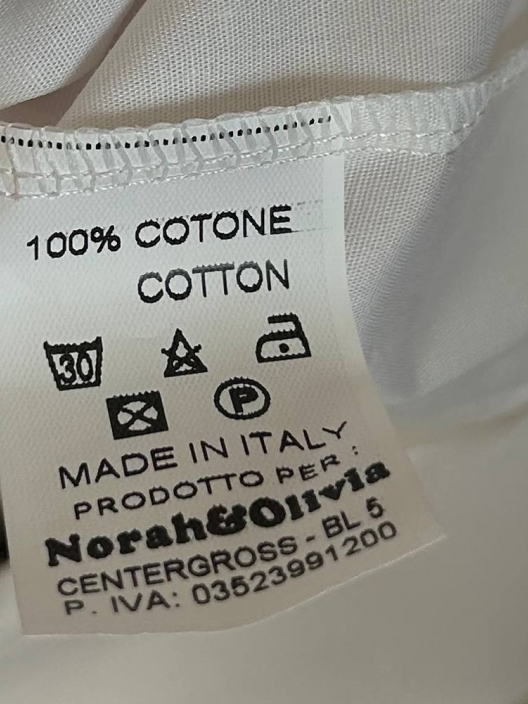 100% COTONE
COTTON
30
P
MADE IN ITALY
PRODOTTO PER:
Norah&Olivia
CENTERGROSS - BL 5
P. IVA: 03523991200